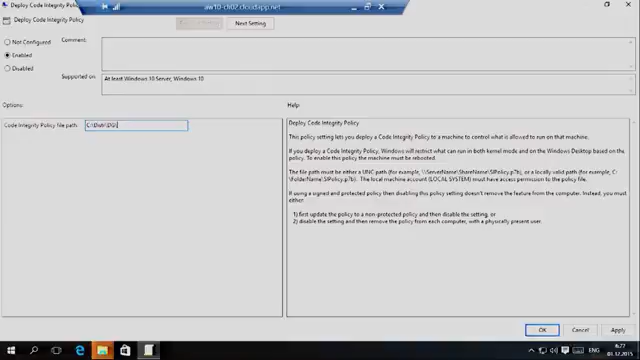 Deploy Code Integrity Policy
aw10-ch02.cloudapp.net
Deploy Code Integrity Policy
Next Setting
Not Configured
Comment:
Enabled
Disabled
Supported on:
At least Windows 10 Server, Windows 10
Options:
Help:
Code Integrity Policy file path:
Deploy Code Integrity Policy
This policy setting lets you deploy a Code Integrity Policy to a machine to control what is allowed to run on that machine.
If you deploy a Code Integrity Policy, Windows will restrict what can run in both kernel mode and on the Windows Desktop based on the
policy. To enable this policy the machine must be rebooted.
The file path must be either a UNC path (for example, \\ServerName\ShareName\SIPolicy.p7b), or a locally valid path (for example, C:
\FolderName\SIPolicy.p7b). The local machine account (LOCAL SYSTEM) must have access permission to the policy file.
If using a signed and protected policy then disabling this policy setting doesn't remove the feature from the computer. Instead, you must
either:
1) first update the policy to a non-protected policy and then disable the setting, or
2) disable the setting and then remove the policy from each computer, with a physically present user.
OK
Cancel
Apply
ENG
6:27
01.12.2015